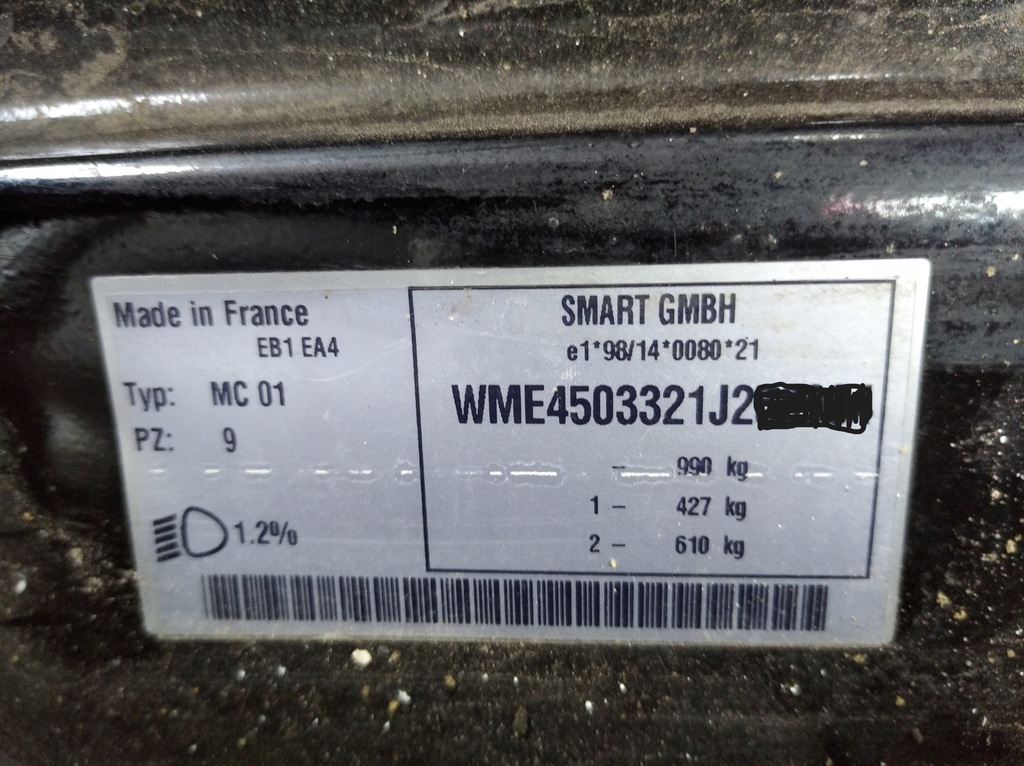 Made in France
EB1 EA4
Typ: MC 01
PZ: 9
1.2%
SMART GMBH
e1*98/14*0080*21
WME4503321J2
- 990 kg
1 - 427 kg
2 - 610 kg